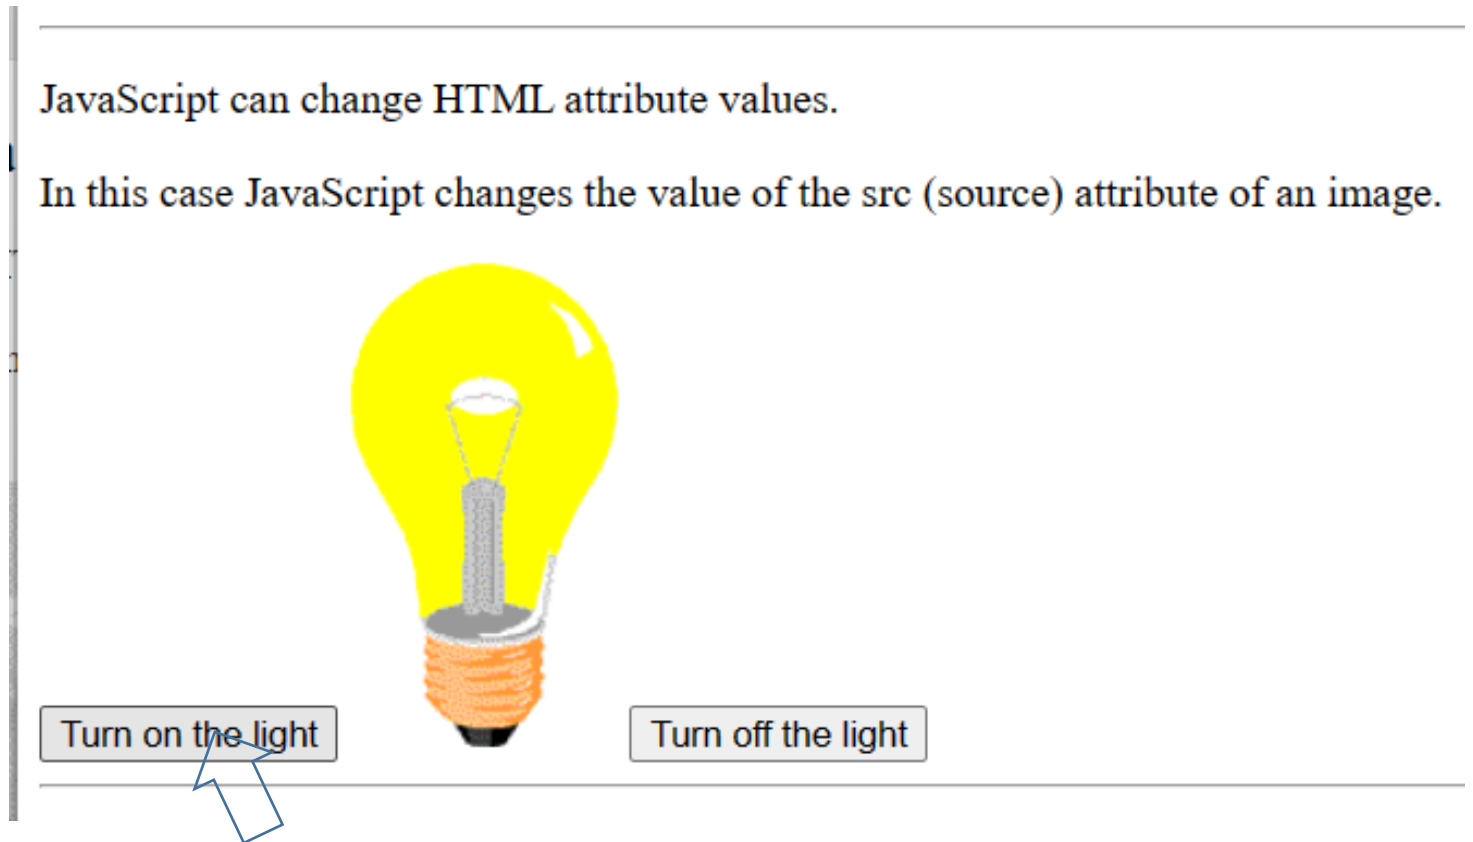 JavaScript can change HTML attribute values.
In this case JavaScript changes the value of the src (source) attribute of an image.
Turn on the light
Turn off the light